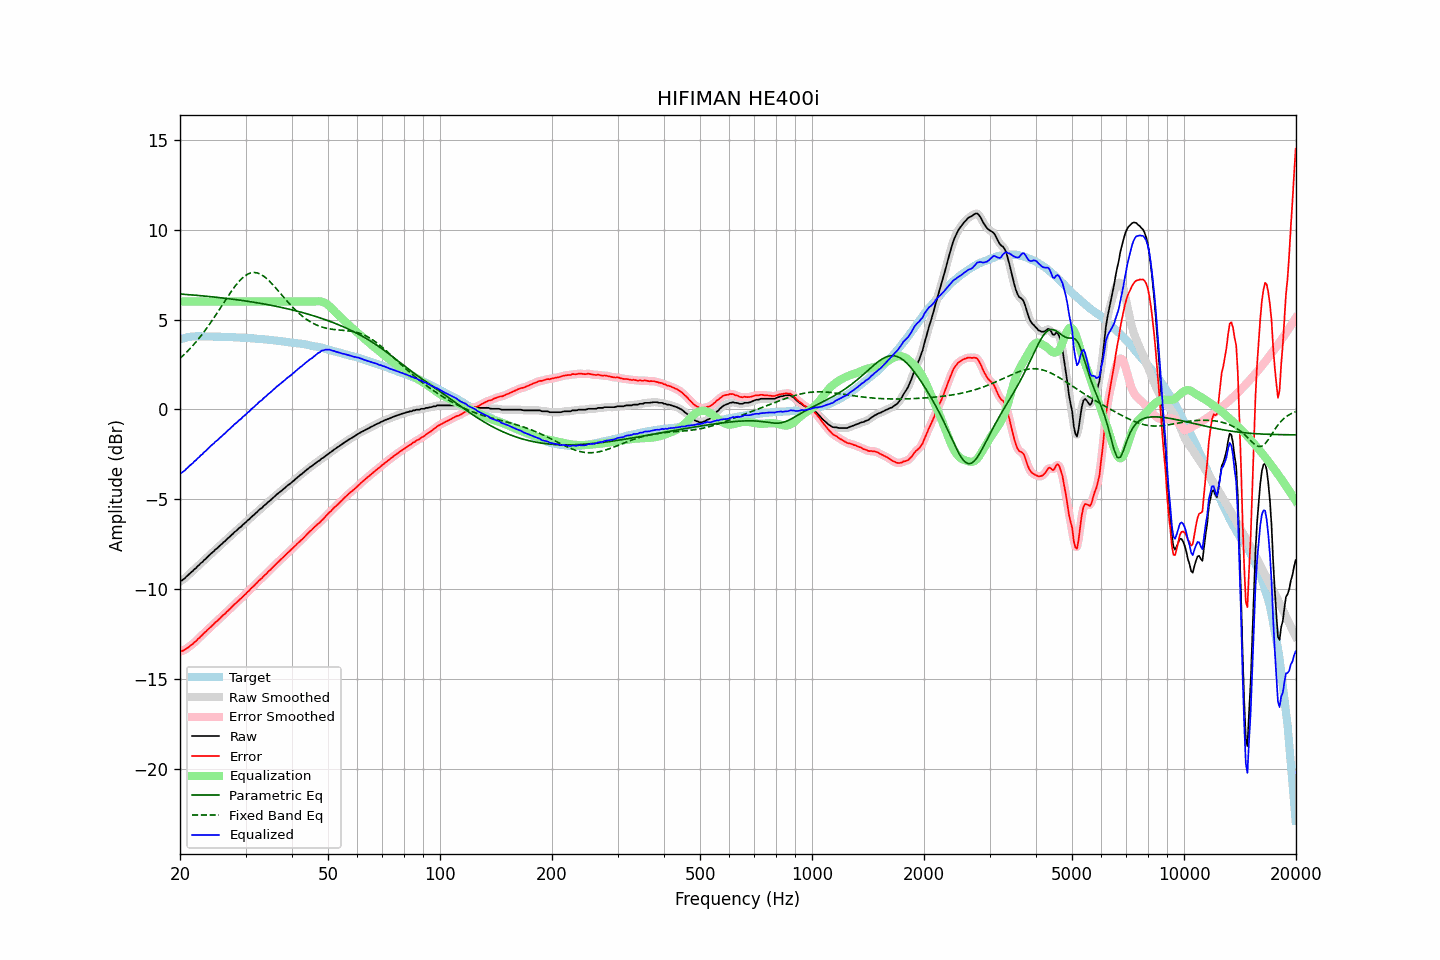 HIFIMAN HE400i
Amplitude (dBr)
15
10
5
0
−5
−10
−15
−20
Target
Raw Smoothed
Error Smoothed
Raw
Error
Equalization
Parametric Eq
Fixed Band Eq
Equalized
20 50 100 200 500 1000 2000 5000 10000 20000
Frequency (Hz)